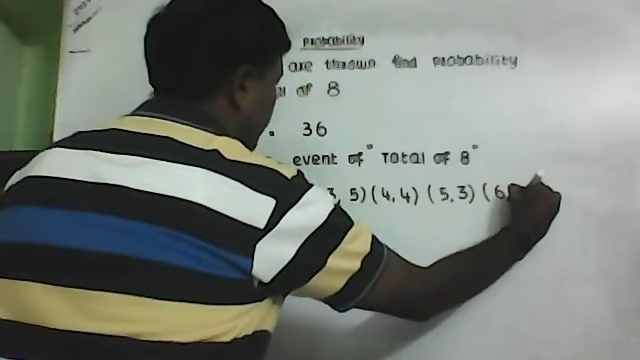 Probability
are thrown. Find probability
of 8
= 36
event of "Total of 8"
3, 5) (4, 4) (5, 3) (6,